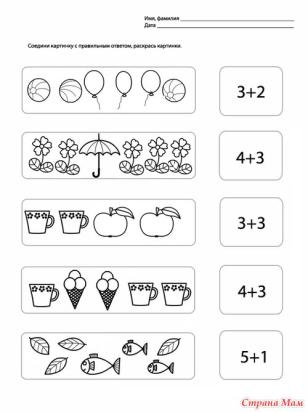 Имя, фамилия
Дата
Соедини картинку с правильным ответом, раскрась картинки.
3+2
4+3
3+3
4+3
5+1
Страна Мам